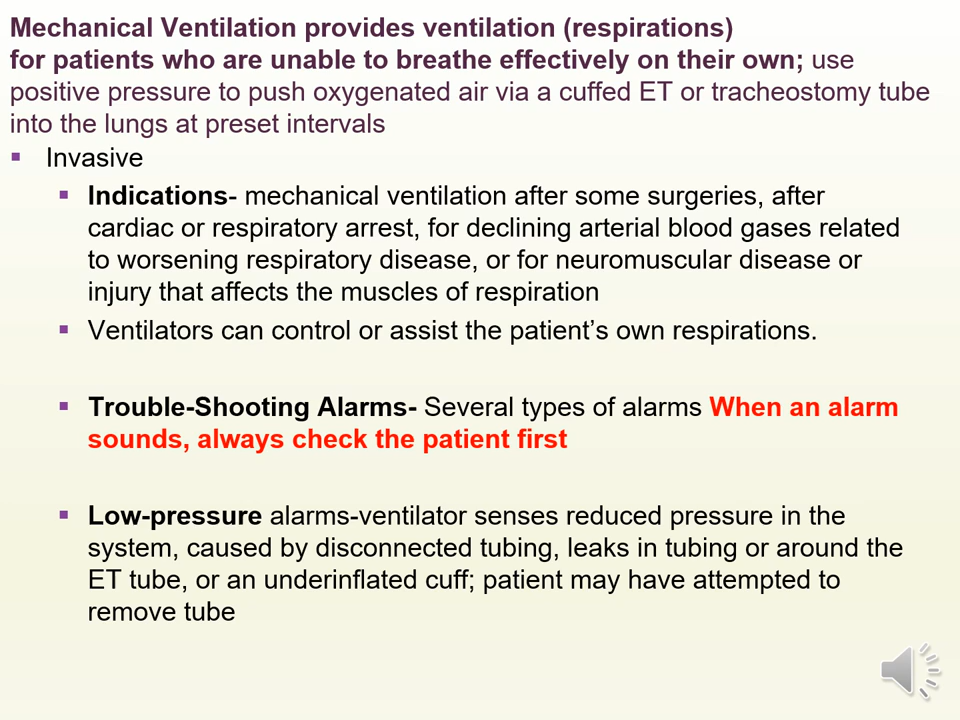 Mechanical Ventilation provides ventilation (respirations)
for patients who are unable to breathe effectively on their own; use
positive pressure to push oxygenated air via a cuffed ET or tracheostomy tube
into the lungs at preset intervals
▪ Invasive
▪ Indications- mechanical ventilation after some surgeries, after
cardiac or respiratory arrest, for declining arterial blood gases related
to worsening respiratory disease, or for neuromuscular disease or
injury that affects the muscles of respiration
▪ Ventilators can control or assist the patient’s own respirations.
▪ Trouble-Shooting Alarms- Several types of alarms When an alarm
sounds, always check the patient first
▪ Low-pressure alarms-ventilator senses reduced pressure in the
system, caused by disconnected tubing, leaks in tubing or around the
ET tube, or an underinflated cuff; patient may have attempted to
remove tube